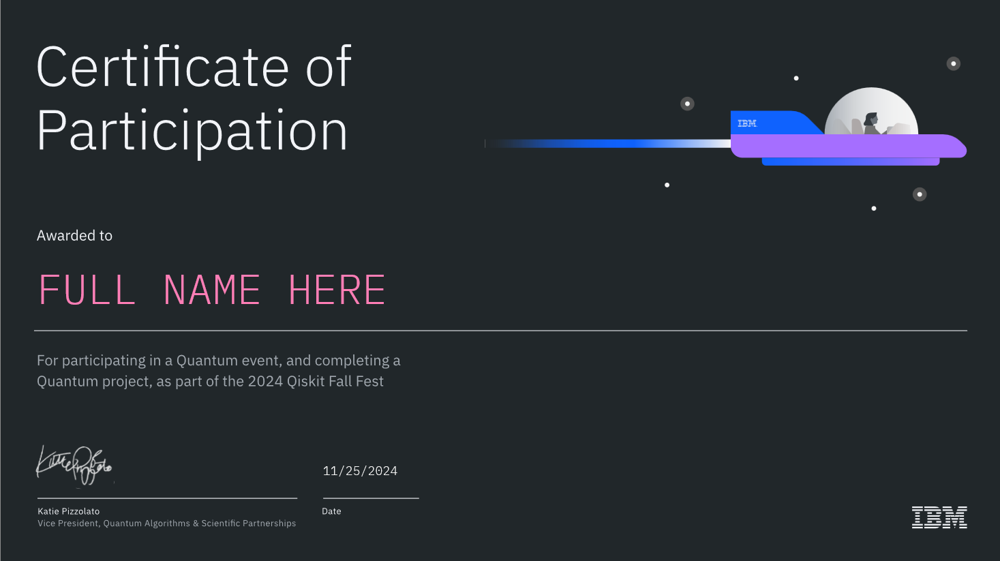 Certificate of
Participation
IBM
Awarded to
FULL NAME HERE
For participating in a Quantum event, and completing a
Quantum project, as part of the 2024 Qiskit Fall Fest
Katie Pizzolato
11/25/2024
Katie Pizzolato
Date
Vice President, Quantum Algorithms & Scientific Partnerships
IBM